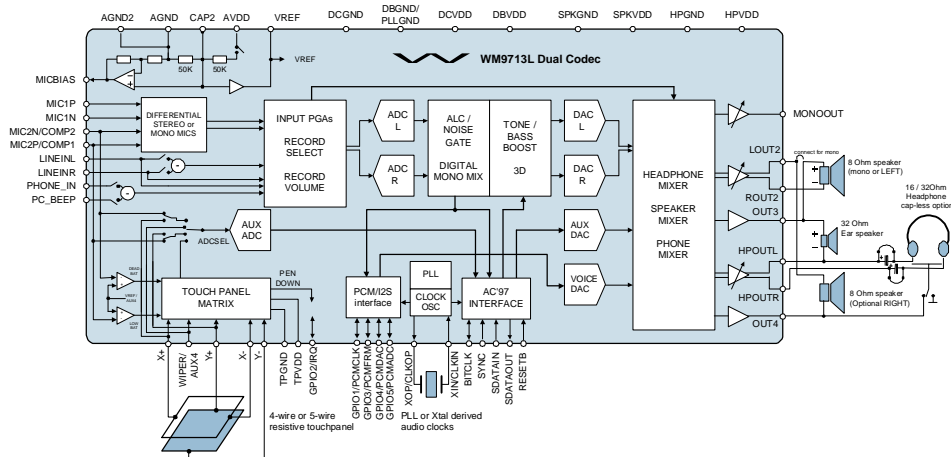 AGND2
AGND
CAP2
AVDD
VREF
DCGND
DBGND /
PLLGND
DCVDD
DBVDD
SPKGND
SPKVDD
HPGND
HPVDD
50K
50K
VREF
WM9713L Dual Codec
MICBIAS
MIC1P
MIC1N
MIC2N/COMP2
MIC2P/COMP1
LINEINL
LINEINR
PHONE_IN
PC_BEEP
DIFFERENTIAL
STEREO or
MONO MICS
INPUT PGAs
RECORD
SELECT
RECORD
VOLUME
ADC
L
ADC
R
ALC /
NOISE
GATE
DIGITAL
MONO MIX
TONE /
BASS
BOOST
3D
DAC
L
DAC
R
HEADPHONE
MIXER
SPEAKER
MIXER
PHONE
MIXER
MONOOUT
LOUT2
connect for mono
8 Ohm speaker
(mono or LEFT)
ROUT2
OUT3
16 / 32Ohm
Headphone
cap-less option
32 Ohm
Ear speaker
HPOUTL
HPOUTR
8 Ohm speaker
(Optional RIGHT)
OUT4
ADCSEL
AUX
ADC
AUX
DAC
VOICE
DAC
DEAD
BAT
VREF/
AUX4
LOW
BAT
TOUCH PANEL
MATRIX
PEN
DOWN
PCM/I2S
interface
PLL
CLOCK
OSC
AC'97
INTERFACE
X+
WIPER/
AUX4
Y+
X-
Y-
TPGND
TPVDD
GPIO2/IRQ
GPIO1/PCMCLK
GPIO3/PCMFRM
GPIO4/PCMDAC
GPIO5/PCMADC
XOP/CLKOP
XIN/CLKIN
BITCLK
SYNC
SDATAIN
SDATAOUT
RESETB
4-wire or 5-wire
resistive touchpanel
PLL or Xtal derived
audio clocks